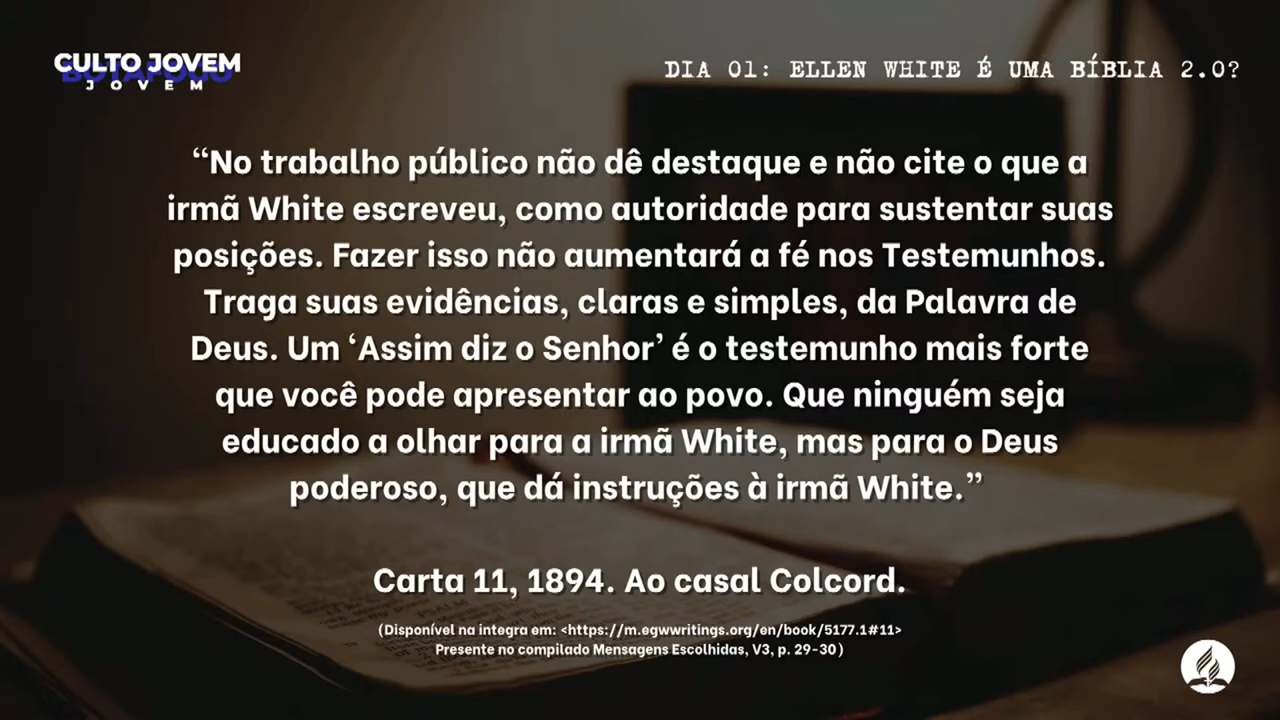 CULTO JOVEM
BOTAFOGO
JOVEM
DIA 01: ELLEN WHITE É UMA BÍBLIA 2.0?
“No trabalho público não dê destaque e não cite o que a
irmã White escreveu, como autoridade para sustentar suas
posições. Fazer isso não aumentará a fé nos Testemunhos.
Traga suas evidências, claras e simples, da Palavra de
Deus. Um ‘Assim diz o Senhor’ é o testemunho mais forte
que você pode apresentar ao povo. Que ninguém seja
educado a olhar para a irmã White, mas para o Deus
poderoso, que dá instruções à irmã White.”
Carta 11, 1894. Ao casal Colcord.
(Disponível na integra em: <https://m.egwwritings.org/en/book/5177.1#11>
Presente no compilado Mensagens Escolhidas, V3, p. 29-30)